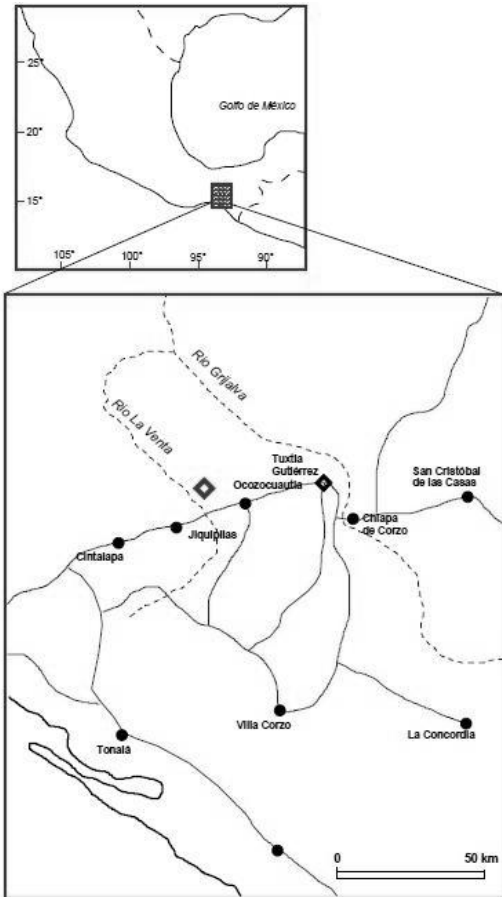 25°
Golfo de México
20°
15°
105°
100°
95°
90°
Río Grijalva
Río La Venta
Tuxtla
Gutiérrez
Ocozocuautla
San Cristóbal
de las Casas
Chiapa
de Corzo
Jiquipilas
Cintalapa
Villa Corzo
La Concordia
Tonalá
0
50 km